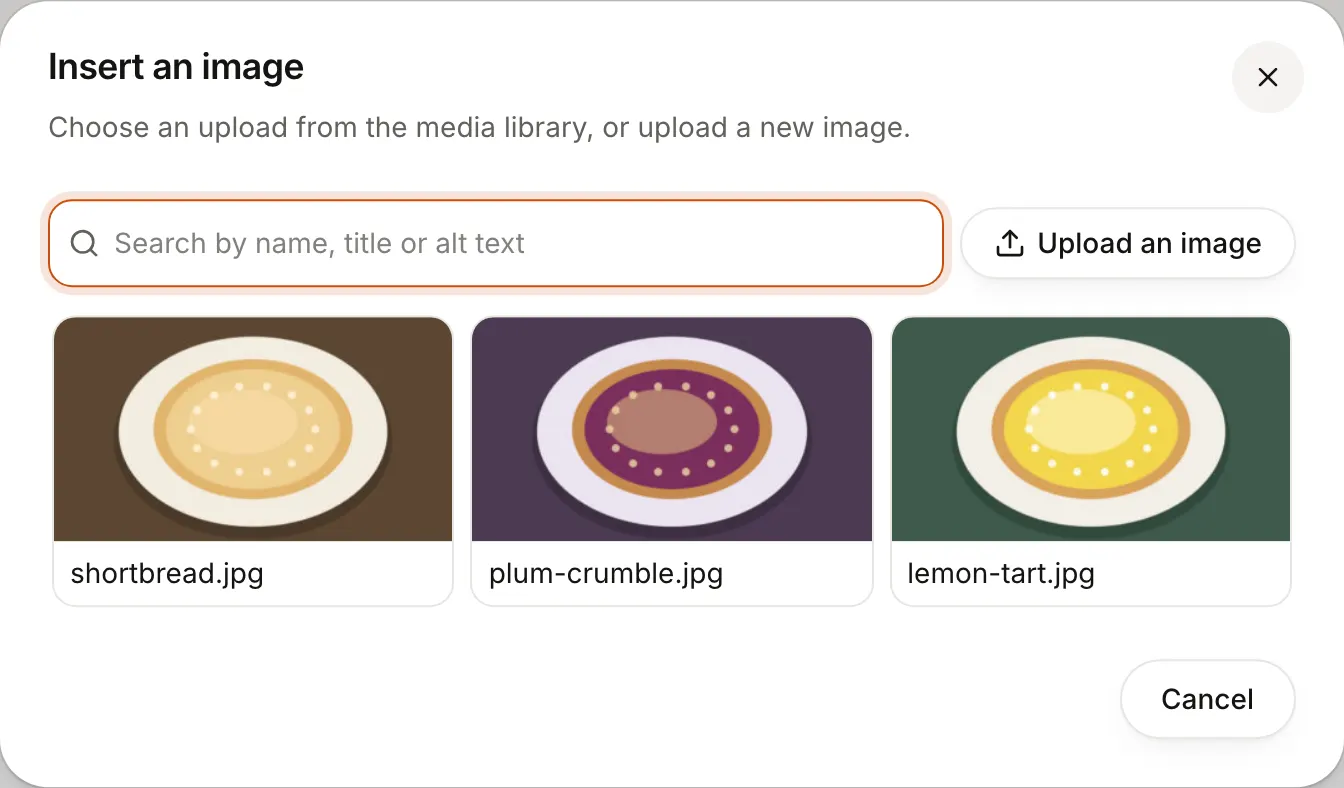 Insert an image
Choose an upload from the media library, or upload a new image.
Search by name, title or alt text
Upload an image
shortbread.jpg
plum-crumble.jpg
lemon-tart.jpg
Cancel